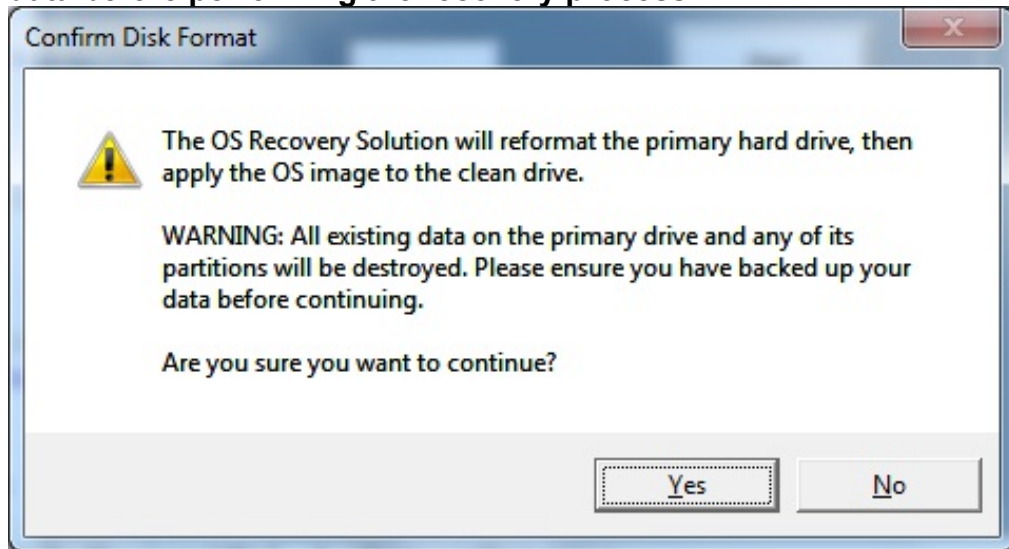 Confirm Disk Format
The OS Recovery Solution will reformat the primary hard drive, then
apply the OS image to the clean drive.
WARNING: All existing data on the primary drive and any of its
partitions will be destroyed. Please ensure you have backed up your
data before continuing.
Are you sure you want to continue?
Yes
No